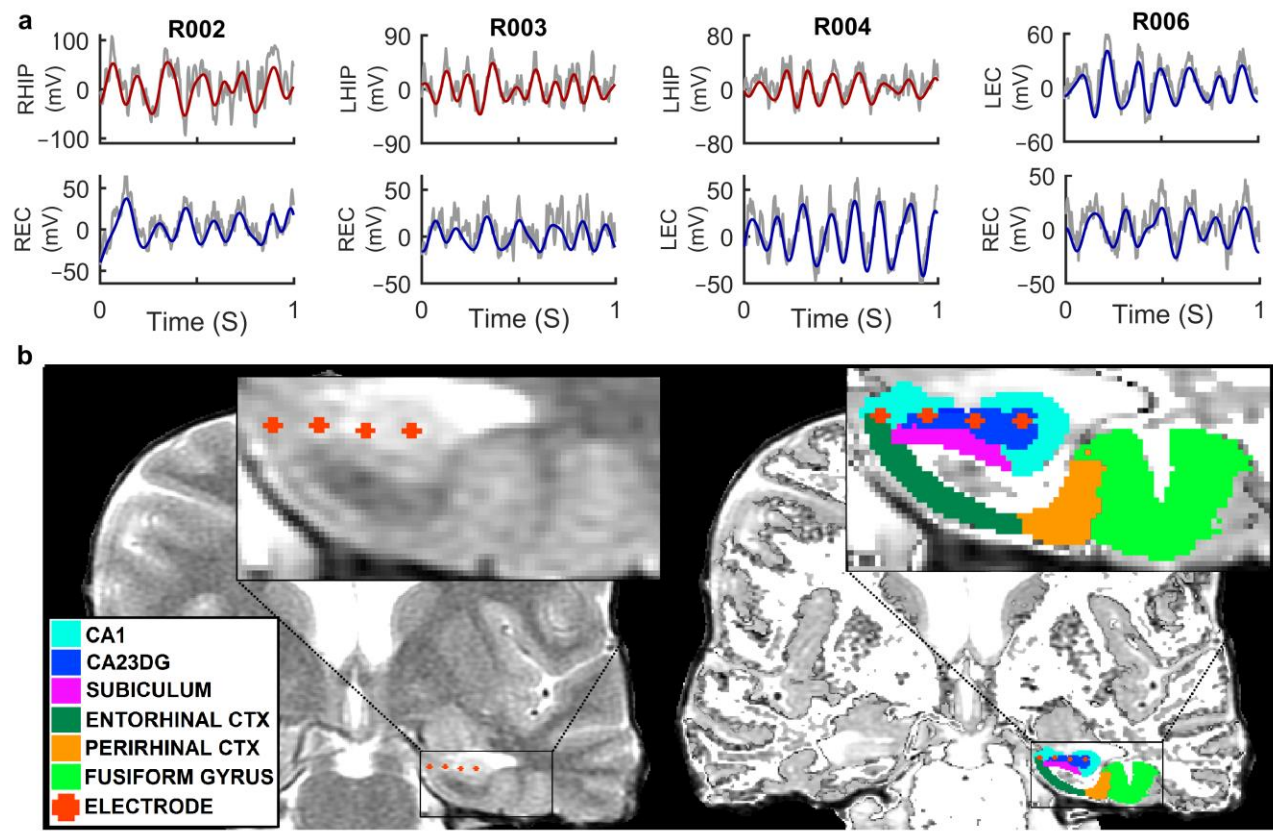 a
R002
R003
R004
R006
100
0
−100
RHIP
(mV)
90
0
−90
LHIP
(mV)
80
0
−80
LHIP
(mV)
60
0
−60
LEC
(mV)
50
0
−50
REC
(mV)
50
0
−50
REC
(mV)
50
0
−50
LEC
(mV)
50
0
−50
REC
(mV)
0 1
0 1
0 1
0 1
Time (S)
Time (S)
Time (S)
Time (S)
b
CA1
CA23DG
SUBICULUM
ENTORHINAL CTX
PERIRHINAL CTX
FUSIFORM GYRUS
ELECTRODE